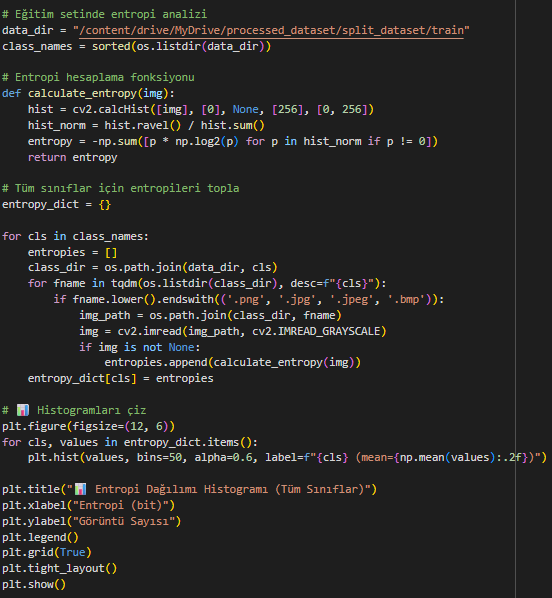 # Eğitim setinde entropi analizi
data_dir = "/content/drive/MyDrive/processed_dataset/split_dataset/train"
class_names = sorted(os.listdir(data_dir))

# Entropi hesaplama fonksiyonu
def calculate_entropy(img):
    hist = cv2.calcHist([img], [0], None, [256], [0, 256])
    hist_norm = hist.ravel() / hist.sum()
    entropy = -np.sum([p * np.log2(p) for p in hist_norm if p != 0])
    return entropy

# Tüm sınıflar için entropileri topla
entropy_dict = {}

for cls in class_names:
    entropies = []
    class_dir = os.path.join(data_dir, cls)
    for fname in tqdm(os.listdir(class_dir), desc=f"{cls}"):
        if fname.lower().endswith(('.png', '.jpg', '.jpeg', '.bmp')):
            img_path = os.path.join(class_dir, fname)
            img = cv2.imread(img_path, cv2.IMREAD_GRAYSCALE)
            if img is not None:
                entropies.append(calculate_entropy(img))
    entropy_dict[cls] = entropies

# 📊 Histogramları çiz
plt.figure(figsize=(12, 6))
for cls, values in entropy_dict.items():
    plt.hist(values, bins=50, alpha=0.6, label=f"{cls} (mean={np.mean(values):.2f})")

plt.title("📊 Entropi Dağılımı Histogramı (Tüm Sınıflar)")
plt.xlabel("Entropi (bit)")
plt.ylabel("Görüntü Sayısı")
plt.legend()
plt.grid(True)
plt.tight_layout()
plt.show()